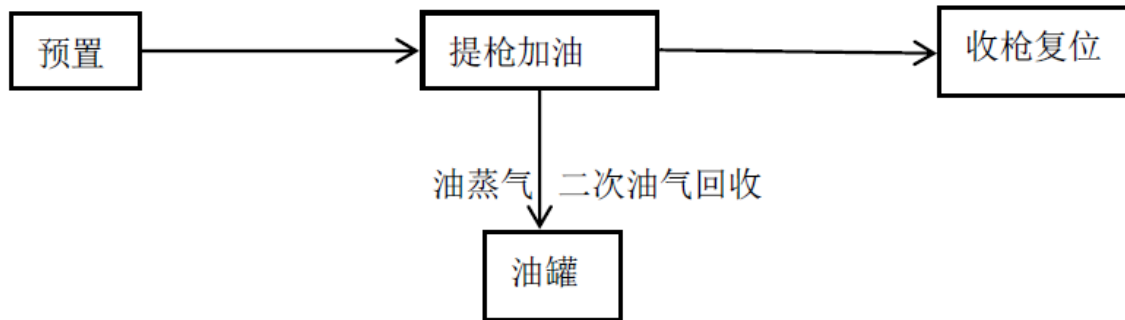 预置
提枪加油
收枪复位
油蒸气 二次油气回收
油罐